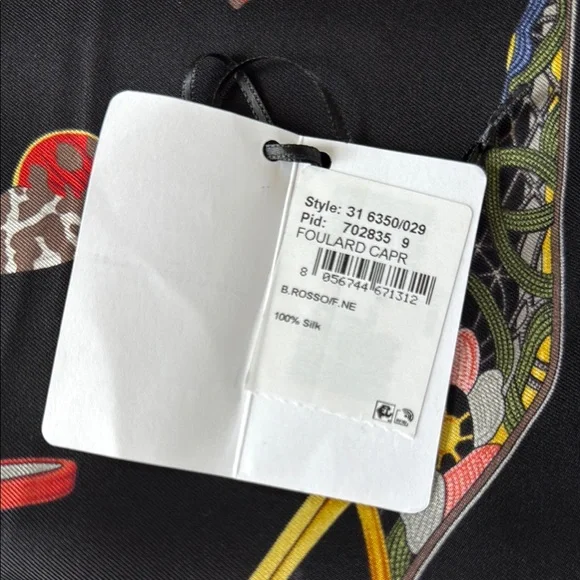 Style: 31 6350/029
Pid: 702835 9
FOULARD CAPR
8 056744 671312
B.ROSSO/F.NE
100% Silk